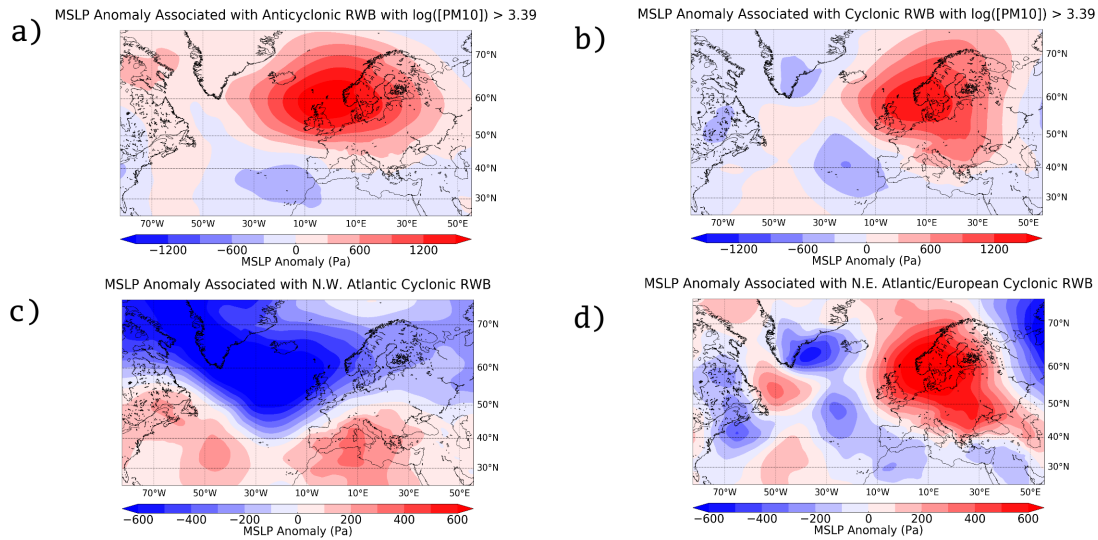 a)
MSLP Anomaly Associated with Anticyclonic RWB with log([PM10]) > 3.39
70°N
60°N
50°N
40°N
30°N
70°W 50°W 30°W 10°W 10°E 30°E 50°E
−1200 −600 0 600 1200
MSLP Anomaly (Pa)
b)
MSLP Anomaly Associated with Cyclonic RWB with log([PM10]) > 3.39
70°N
60°N
50°N
40°N
30°N
70°W 50°W 30°W 10°W 10°E 30°E 50°E
−1200 −600 0 600 1200
MSLP Anomaly (Pa)
c)
MSLP Anomaly Associated with N.W. Atlantic Cyclonic RWB
70°N
60°N
50°N
40°N
30°N
70°W 50°W 30°W 10°W 10°E 30°E 50°E
−600 −400 −200 0 200 400 600
MSLP Anomaly (Pa)
d)
MSLP Anomaly Associated with N.E. Atlantic/European Cyclonic RWB
70°N
60°N
50°N
40°N
30°N
70°W 50°W 30°W 10°W 10°E 30°E 50°E
−600 −400 −200 0 200 400 600
MSLP Anomaly (Pa)